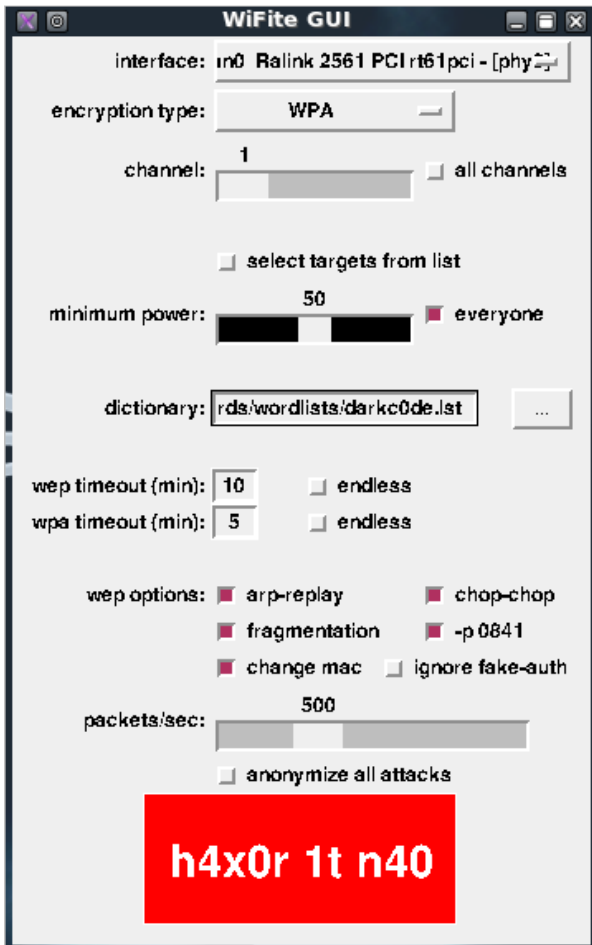 WiFite GUI
interface: Ralink 2561 PCI rt61pci - [phy
encryption type: WPA
1
channel: all channels
select targets from list
50
minimum power: everyone
dictionary: rds/wordlists/darkc0de.lst ...
wep timeout (min): 10 endless
wpa timeout (min): 5 endless
wep options: arp-replay chop-chop
fragmentation -p 0841
change mac ignore fake-auth
500
packets/sec:
anonymize all attacks
h4x0r 1t n40